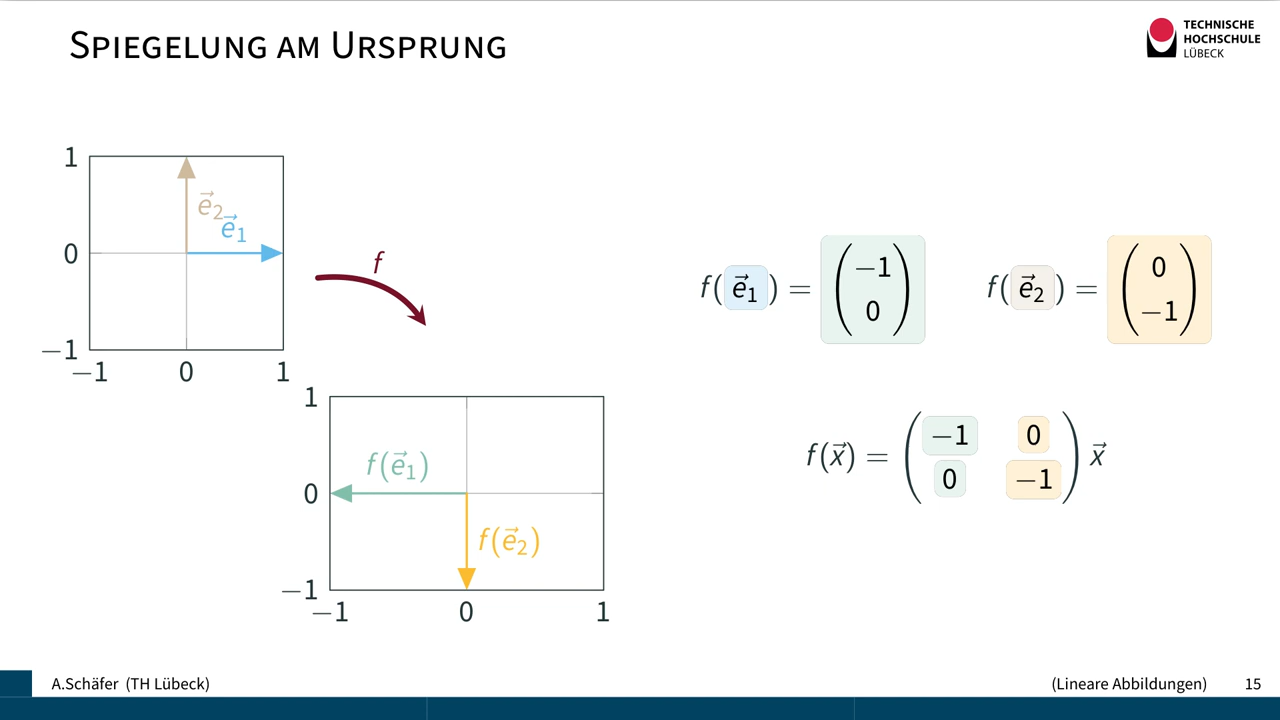 SPIEGELUNG AM URSPRUNG
TECHNISCHE
HOCHSCHULE
LÜBECK
1
0
−1
−1 0 1
e⃗₂
e⃗₁
f
1
0
−1
−1 0 1
f(e⃗₁)
f(e⃗₂)
f(e⃗₁) = (−1 0)
f(e⃗₂) = (0 −1)
f(x⃗) = (−1 0
0 −1) x⃗
A.Schäfer (TH Lübeck)
(Lineare Abbildungen) 15